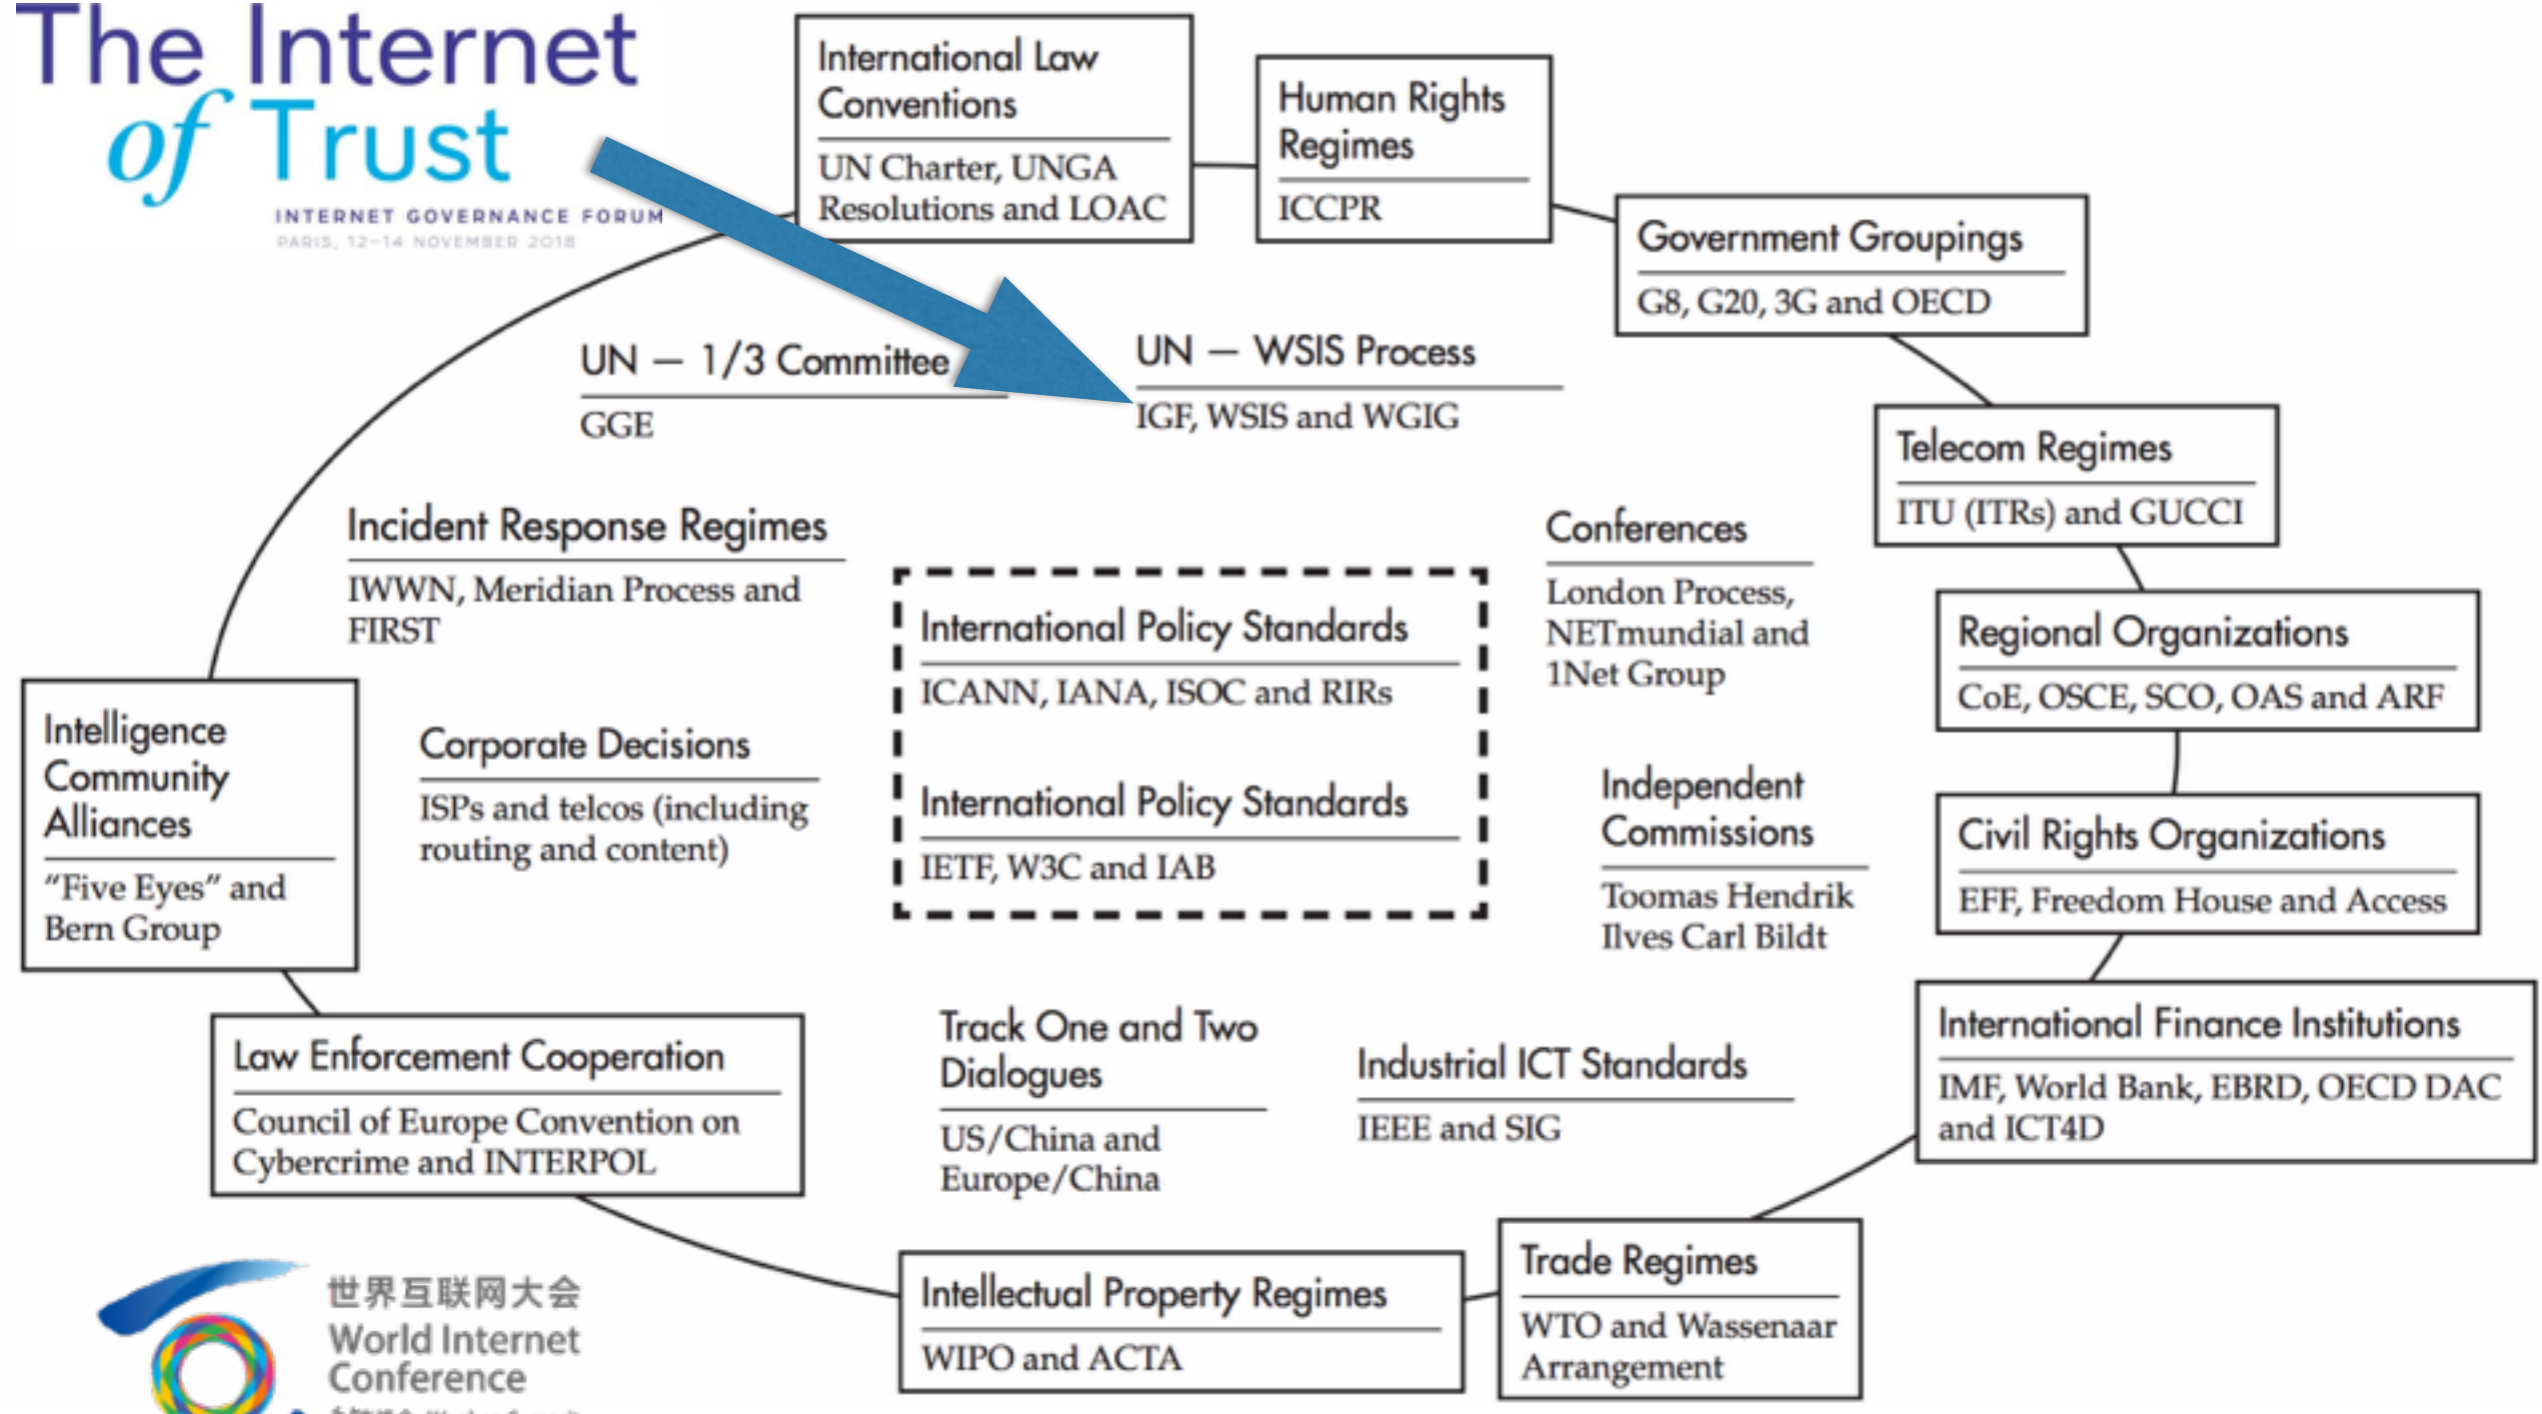 The Internet
of Trust
INTERNET GOVERNANCE FORUM
PARIS, 12–14 NOVEMBER 2018
International Law
Conventions
UN Charter, UNGA
Resolutions and LOAC
Human Rights
Regimes
ICCPR
Government Groupings
G8, G20, 3G and OECD
UN — 1/3 Committee
GGE
UN — WSIS Process
IGF, WSIS and WGIG
Telecom Regimes
ITU (ITRs) and GUCCI
Incident Response Regimes
IWWN, Meridian Process and
FIRST
Conferences
London Process,
NETmundial and
1Net Group
International Policy Standards
ICANN, IANA, ISOC and RIRs
International Policy Standards
IETF, W3C and IAB
Regional Organizations
CoE, OSCE, SCO, OAS and ARF
Intelligence
Community
Alliances
"Five Eyes" and
Bern Group
Corporate Decisions
ISPs and telcos (including
routing and content)
Independent
Commissions
Toomas Hendrik
Ilves Carl Bildt
Civil Rights Organizations
EFF, Freedom House and Access
Law Enforcement Cooperation
Council of Europe Convention on
Cybercrime and INTERPOL
Track One and Two
Dialogues
US/China and
Europe/China
Industrial ICT Standards
IEEE and SIG
International Finance Institutions
IMF, World Bank, EBRD, OECD DAC
and ICT4D
Intellectual Property Regimes
WIPO and ACTA
Trade Regimes
WTO and Wassenaar
Arrangement
世界互联网大会
World Internet
Conference